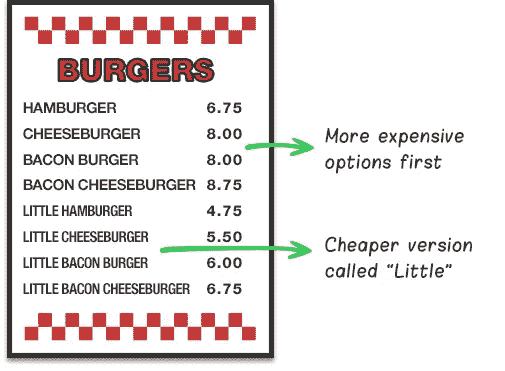 BURGERS
HAMBURGER 6.75
CHEESEBURGER 8.00
BACON BURGER 8.00
BACON CHEESEBURGER 8.75
LITTLE HAMBURGER 4.75
LITTLE CHEESEBURGER 5.50
LITTLE BACON BURGER 6.00
LITTLE BACON CHEESEBURGER 6.75
More expensive
options first
Cheaper version
called “Little”